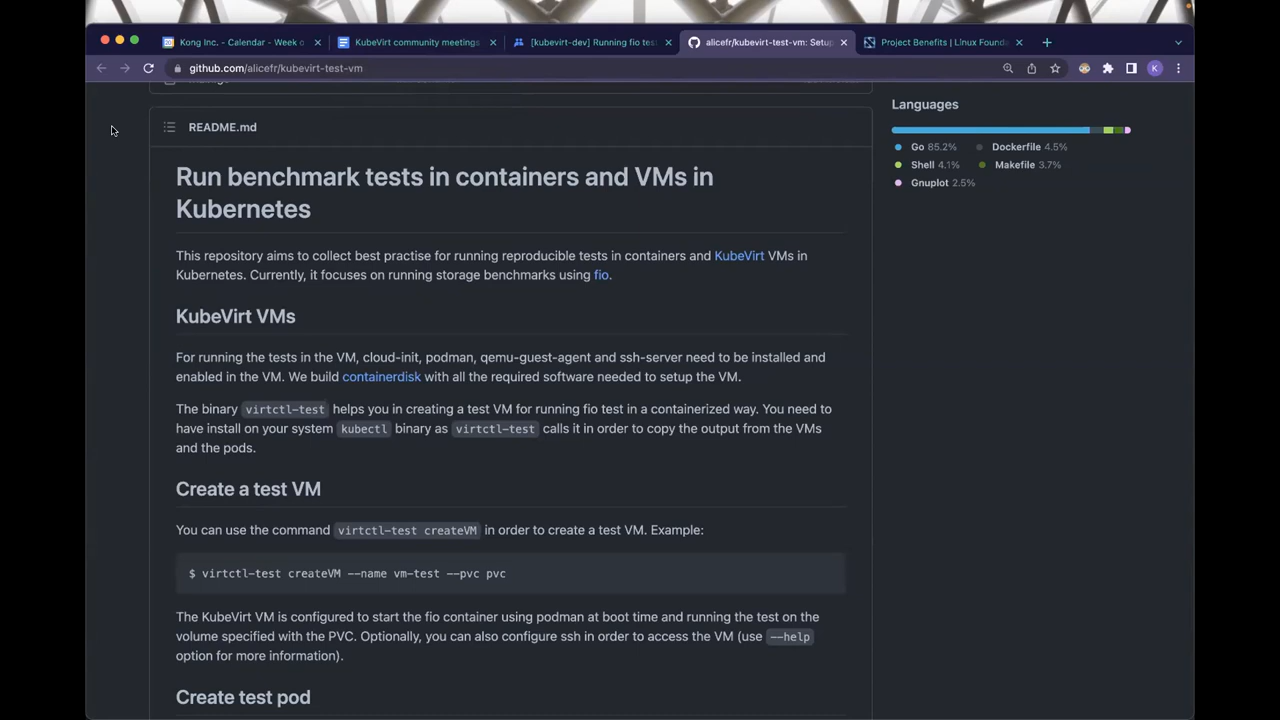 Kong Inc. - Calendar - Week o
KubeVirt community meetings
[kubevirt-dev] Running fio tes
alicefr/kubevirt-test-vm: Setup
Project Benefits | Linux Found
github.com/alicefr/kubevirt-test-vm
K
README.md
Run benchmark tests in containers and VMs in
Kubernetes
This repository aims to collect best practise for running reproducible tests in containers and KubeVirt VMs in
Kubernetes. Currently, it focuses on running storage benchmarks using fio.
KubeVirt VMs
For running the tests in the VM, cloud-init, podman, qemu-guest-agent and ssh-server need to be installed and
enabled in the VM. We build containerdisk with all the required software needed to setup the VM.
The binary virtctl-test helps you in creating a test VM for running fio test in a containerized way. You need to
have install on your system kubectl binary as virtctl-test calls it in order to copy the output from the VMs
and the pods.
Create a test VM
You can use the command virtctl-test createVM in order to create a test VM. Example:
$ virtctl-test createVM --name vm-test --pvc pvc
The KubeVirt VM is configured to start the fio container using podman at boot time and running the test on the
volume specified with the PVC. Optionally, you can also configure ssh in order to access the VM (use --help
option for more information).
Create test pod
Languages
Go 85.2%
Dockerfile 4.5%
Shell 4.1%
Makefile 3.7%
Gnuplot 2.5%